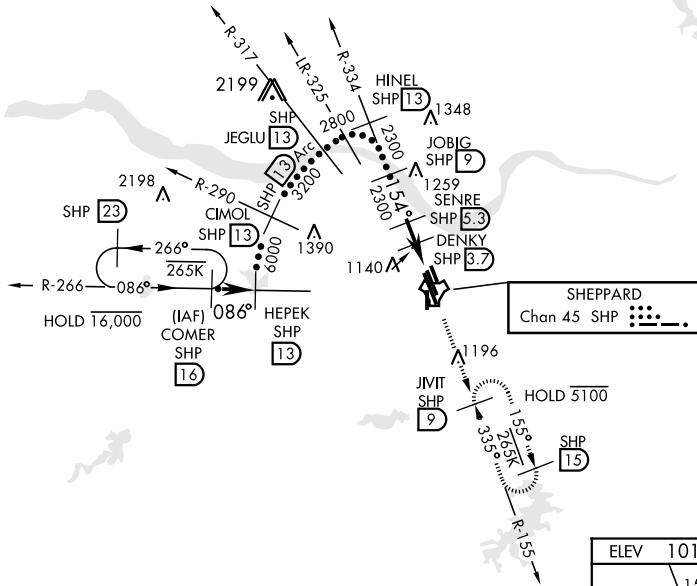 R-317
LR-325
R-334
2199
HINEL
SHP 13
1348
SHP
JEGLU 13
2800
2300
JOBIG
SHP 9
SHP 13 Arc
3200
2198
R-290
1259
2300
154°
SENRE
SHP 5.3
SHP 23
CIMOL
SHP 13
1390
DENKY
SHP 3.7
6000
1140
266°
265K
R-266
086°
086°
SHEPPARD
Chan 45 SHP
HOLD 16,000
(IAF)
COMER
SHP
16
HEPEK
SHP
13
1196
JIVIT
SHP
9
HOLD 5100
155°
265K
335°
SHP
15
R-155
ELEV 101